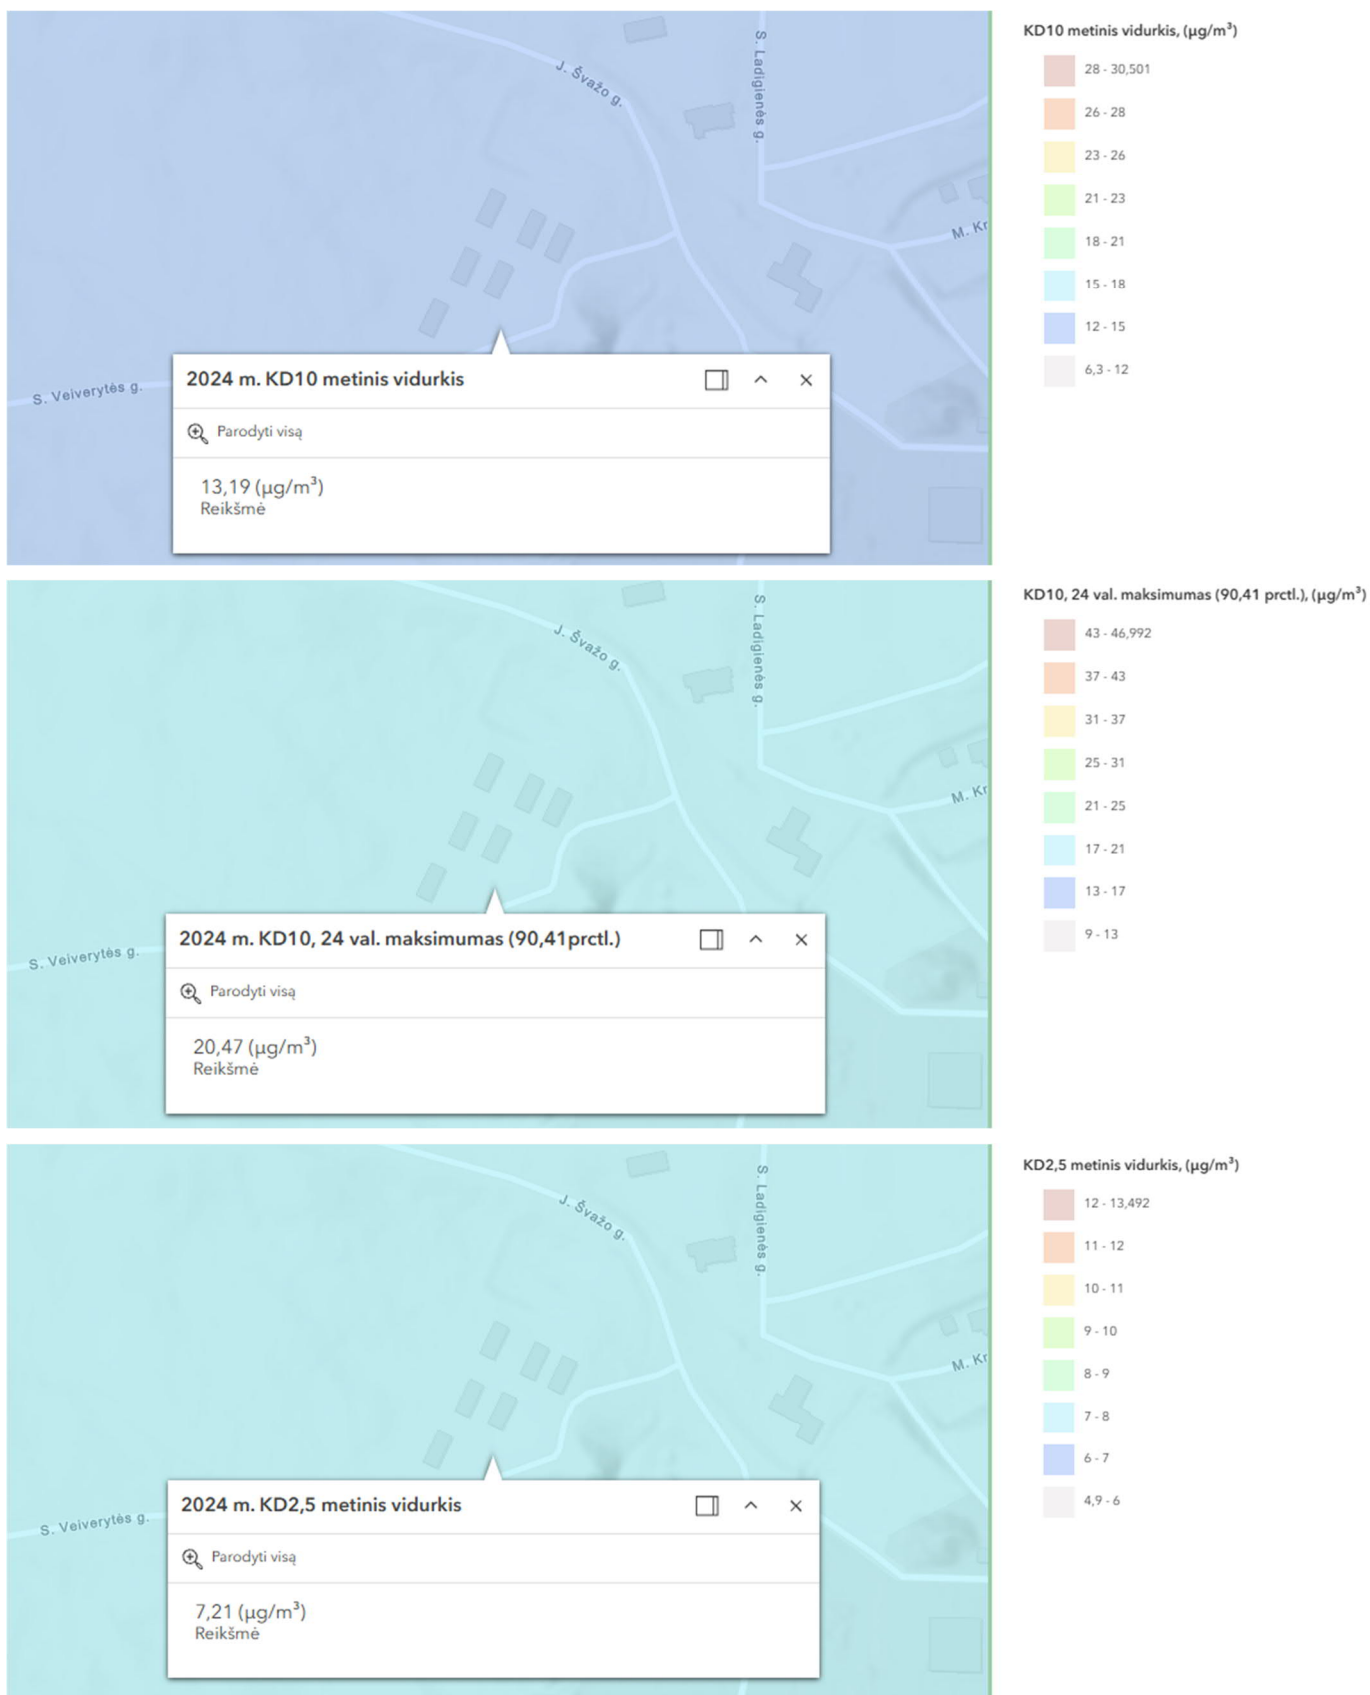 KD10 metinis vidurkis, (µg/m³)
28 - 30,501
26 - 28
23 - 26
21 - 23
18 - 21
15 - 18
12 - 15
6,3 - 12
J. Švažo g.
S. Ladigienės g.
M. Kr
S. Veiverytės g.
2024 m. KD10 metinis vidurkis
Parodyti visą
13,19 (µg/m³)
Reikšmė
KD10, 24 val. maksimumas (90,41 prctl.), (µg/m³)
43 - 46,992
37 - 43
31 - 37
25 - 31
21 - 25
17 - 21
13 - 17
9 - 13
J. Švažo g.
S. Ladigienės g.
M. Kr
S. Veiverytės g.
2024 m. KD10, 24 val. maksimumas (90,41prctl.)
Parodyti visą
20,47 (µg/m³)
Reikšmė
KD2,5 metinis vidurkis, (µg/m³)
12 - 13,492
11 - 12
10 - 11
9 - 10
8 - 9
7 - 8
6 - 7
4,9 - 6
J. Švažo g.
S. Ladigienės g.
M. Kr
S. Veiverytės g.
2024 m. KD2,5 metinis vidurkis
Parodyti visą
7,21 (µg/m³)
Reikšmė